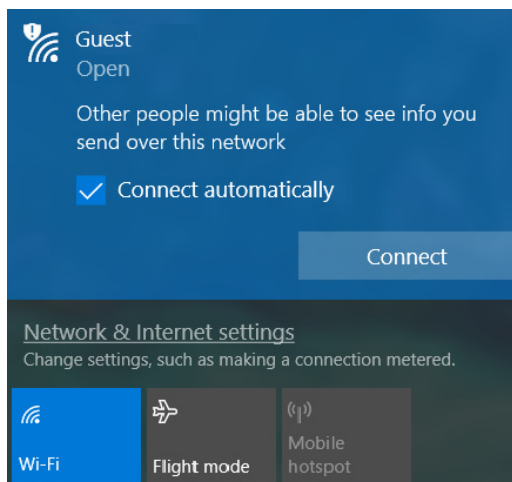 Guest
Open
Other people might be able to see info you
send over this network
Connect automatically
Connect
Network & Internet settings
Change settings, such as making a connection metered.
Wi-Fi
Flight mode
Mobile
hotspot